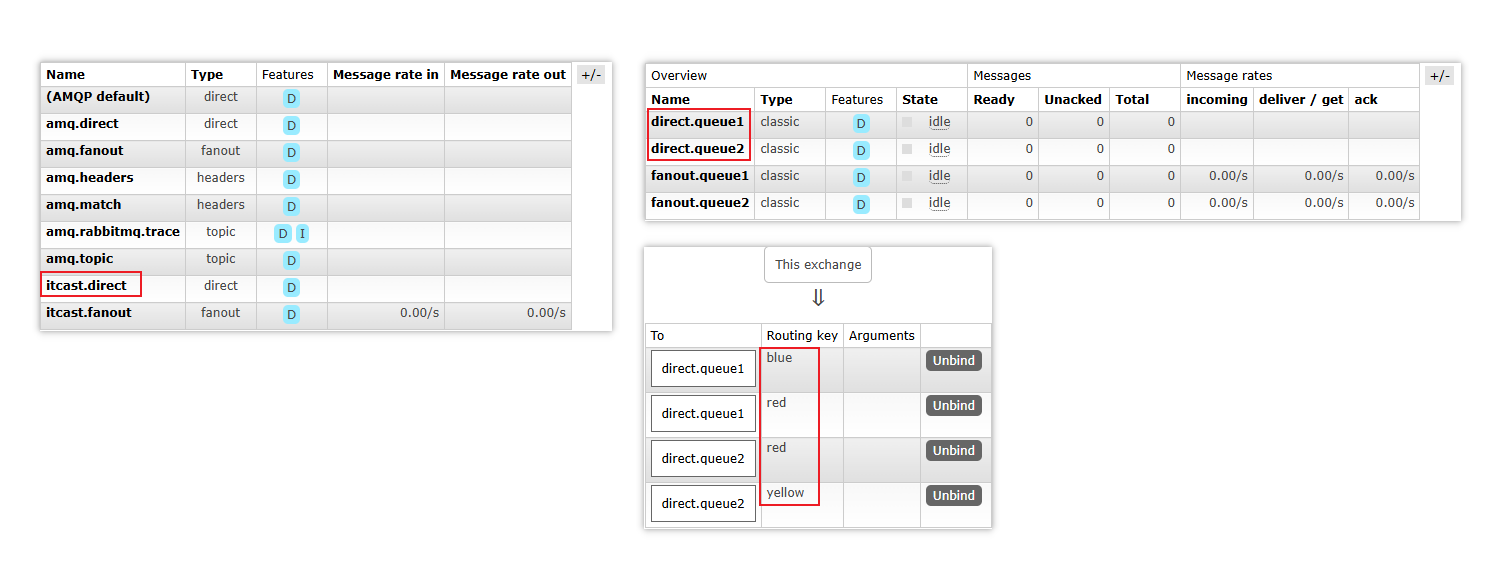 Name Type Features Message rate in Message rate out +/-
(AMQP default) direct D
amq.direct direct D
amq.fanout fanout D
amq.headers headers D
amq.match headers D
amq.rabbitmq.trace topic D I
amq.topic topic D
itcast.direct direct D
itcast.fanout fanout D 0.00/s 0.00/s
Overview Messages Message rates +/-
Name Type Features State Ready Unacked Total incoming deliver / get ack
direct.queue1 classic D idle 0 0 0
direct.queue2 classic D idle 0 0 0
fanout.queue1 classic D idle 0 0 0 0.00/s 0.00/s 0.00/s
fanout.queue2 classic D idle 0 0 0 0.00/s 0.00/s 0.00/s
This exchange
⇓
To Routing key Arguments
direct.queue1 blue Unbind
direct.queue1 red Unbind
direct.queue2 red Unbind
direct.queue2 yellow Unbind